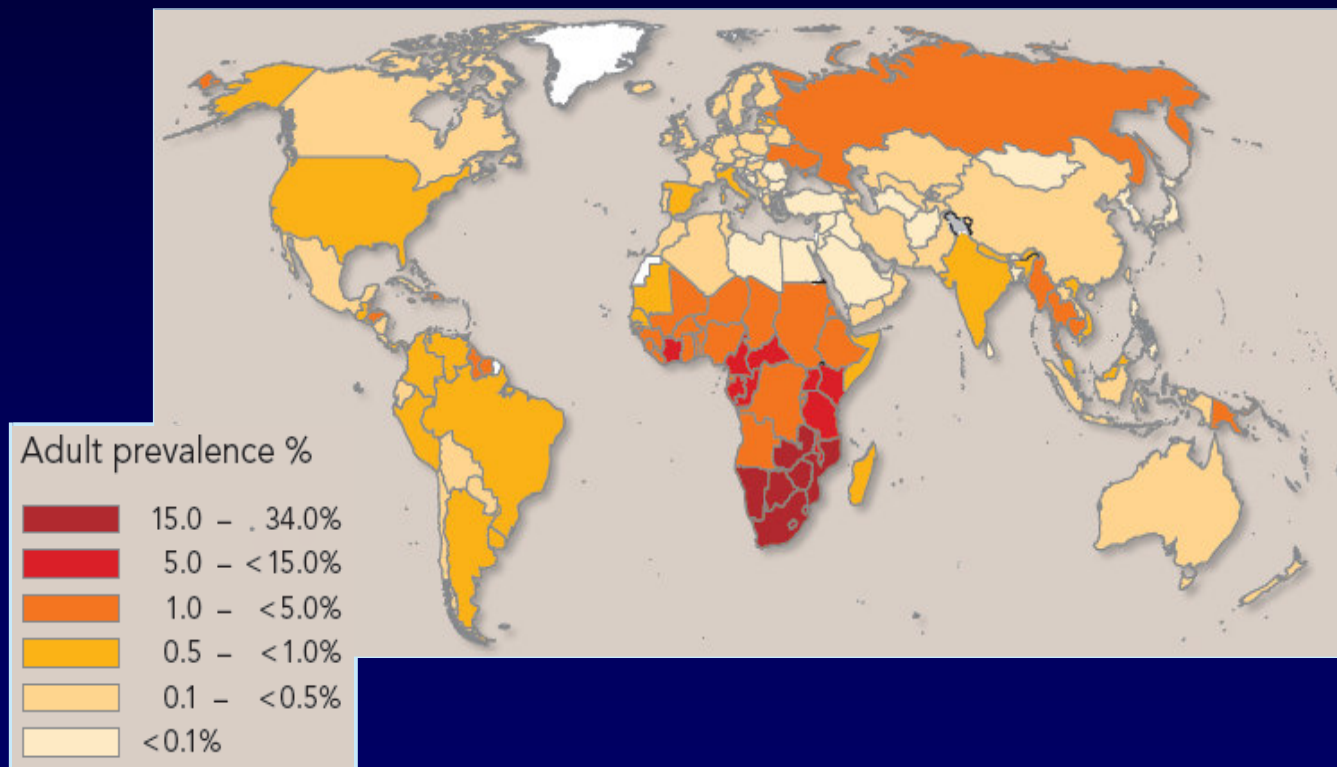 Adult prevalence %
15.0 – . 34.0%
5.0 – <15.0%
1.0 – <5.0%
0.5 – <1.0%
0.1 – <0.5%
<0.1%